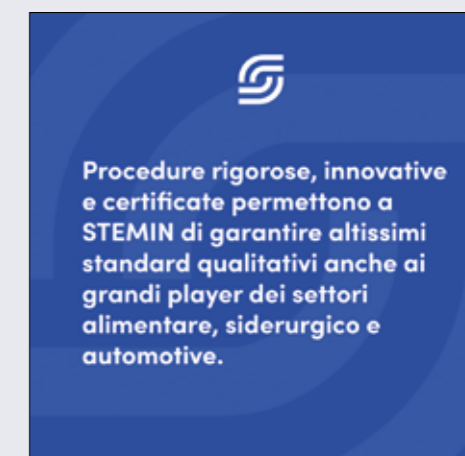 Procedure rigorose, innovative
e certificate permettono a
STEMIN di garantire altissimi
standard qualitativi anche ai
grandi player dei settori
alimentare, siderurgico e
automotive.